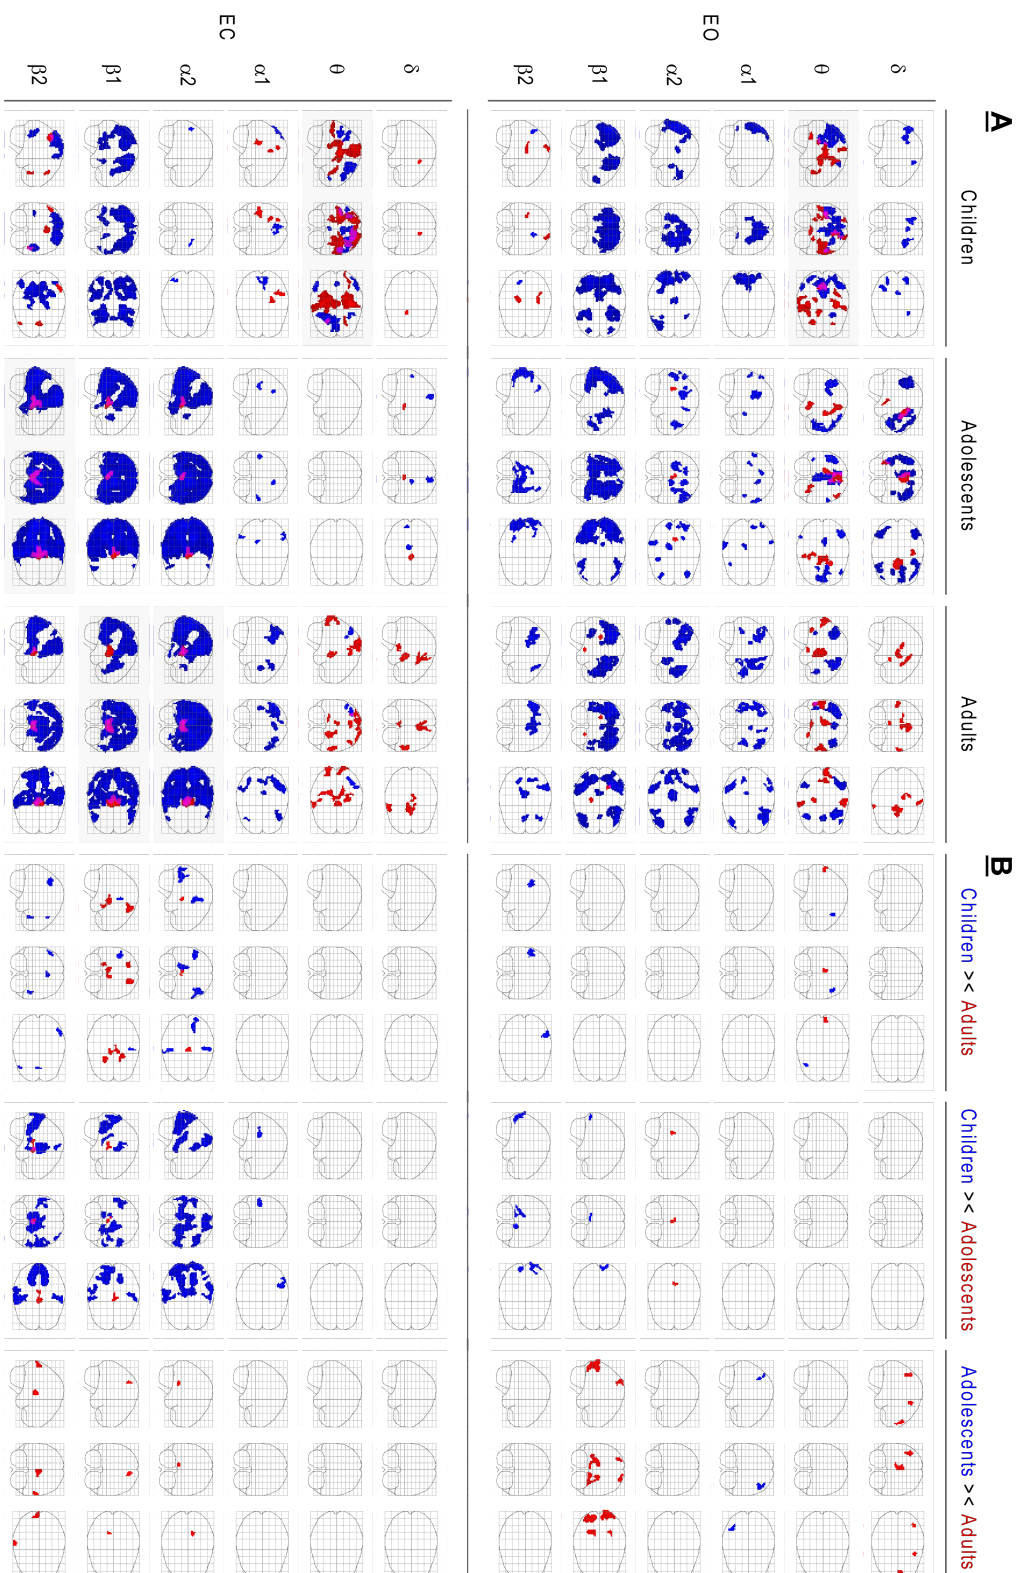 A
Children
Adolescents
Adults
B
Children >< Adults
Children >< Adolescents
Adolescents >< Adults
EO
δ
θ
α1
α2
β1
β2
EC
δ
θ
α1
α2
β1
β2